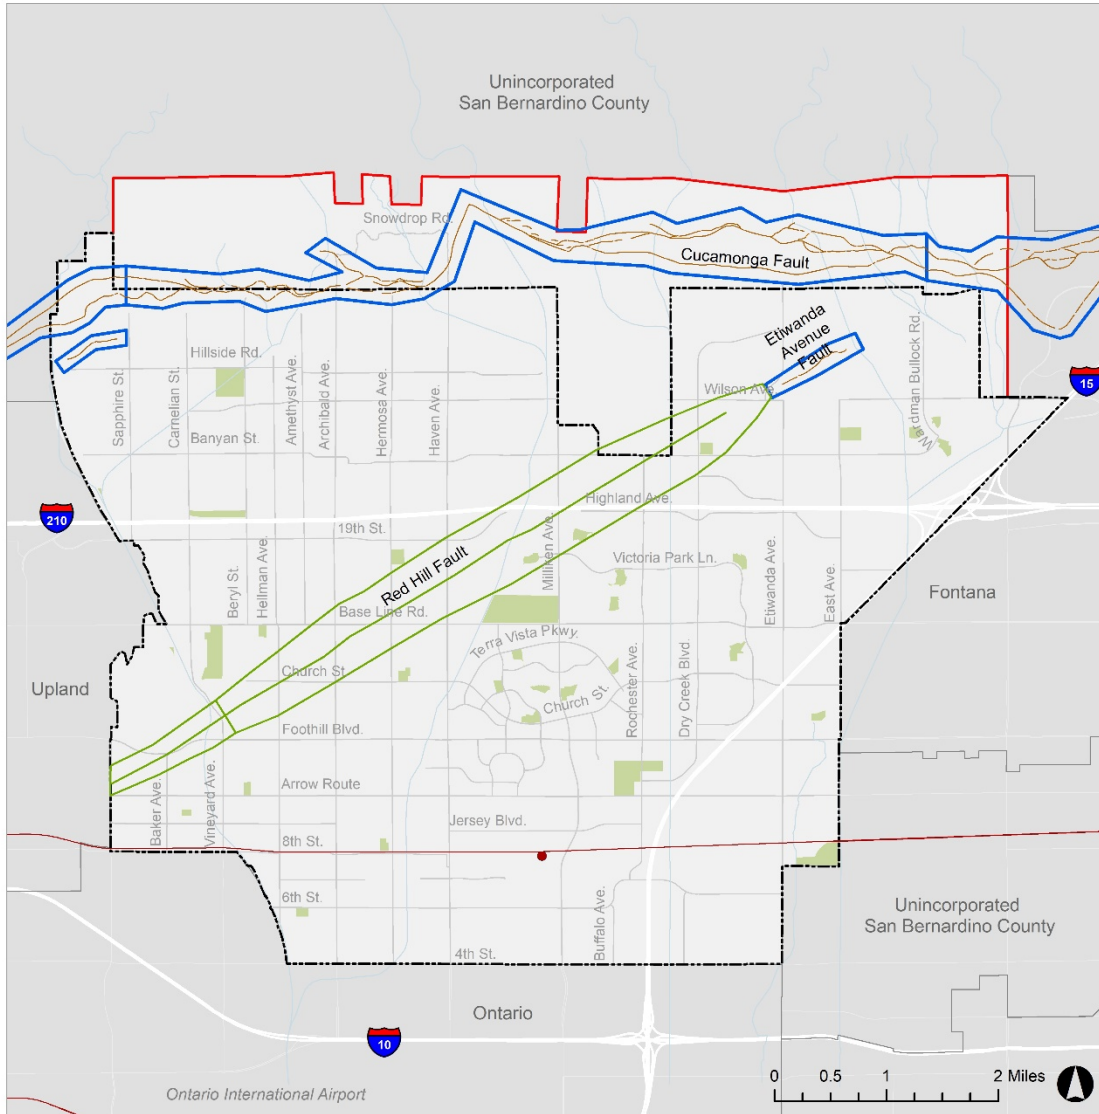 Unincorporated
San Bernardino County
Snowdrop Rd.
Cucamonga Fault
Etiwanda
Avenue
Fault
Hillside Rd.
Wilson Ave.
Wardman Bullock Rd.
15
Sapphire St.
Carnelian St.
Amethyst Ave.
Archibald Ave.
Hermosa Ave.
Haven Ave.
Banyan St.
Highland Ave.
210
19th St.
Red Hill Fault
Milliken Ave.
Victoria Park Ln.
Beryl St.
Hellman Ave.
Etiwanda Ave.
East Ave.
Fontana
Base Line Rd.
Terra Vista Pkwy.
Church St.
Upland
Church St.
Rochester Ave.
Dry Creek Blvd.
Foothill Blvd.
Arrow Route
Baker Ave.
Vineyard Ave.
Jersey Blvd.
8th St.
6th St.
Buffalo Ave.
Unincorporated
San Bernardino County
4th St.
Ontario
10
0 0.5 1 2 Miles
Ontario International Airport